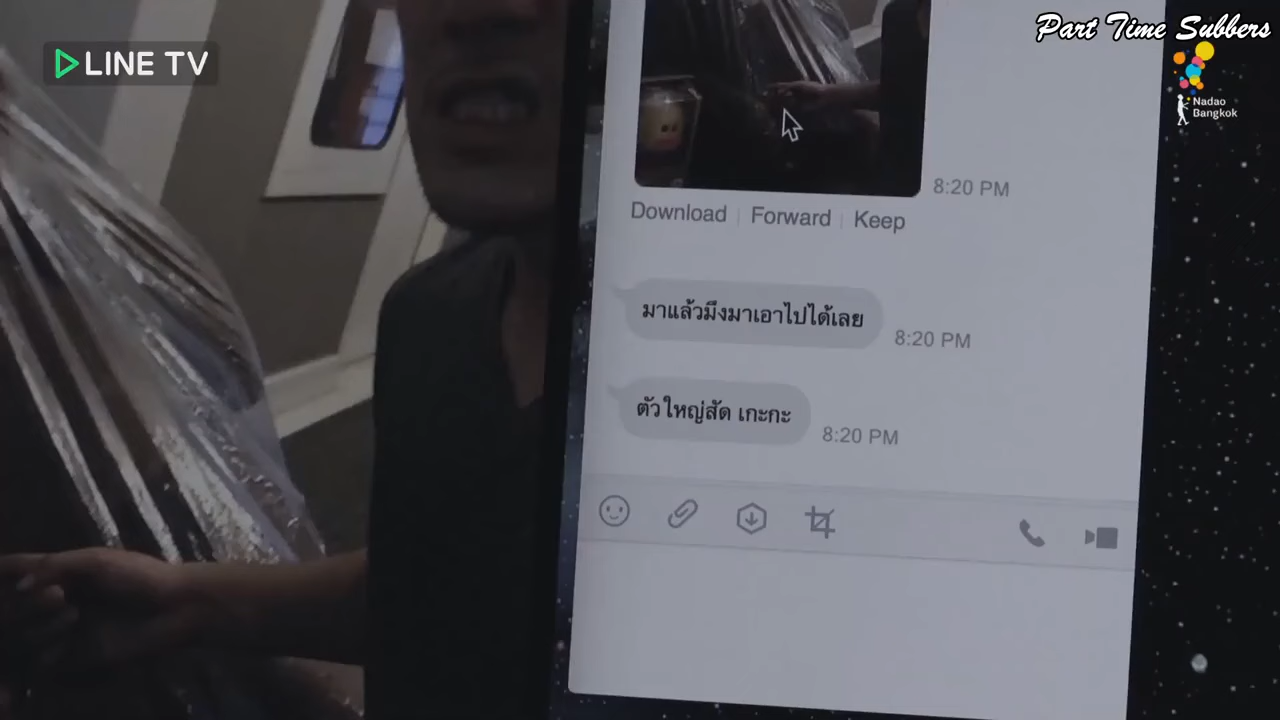 LINE TV
Part Time Subbers
Nadao
Bangkok
8:20 PM
Download | Forward | Keep
มาแล้วมึงมาเอาไปได้เลย
8:20 PM
ตัวใหญ่สัด เกะกะ
8:20 PM